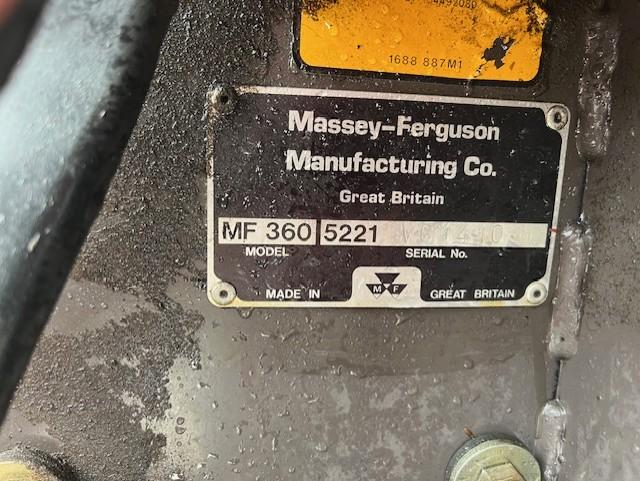 1688 887M1
Massey-Ferguson
Manufacturing Co.
Great Britain
MF 360 5221
MODEL SERIAL No.
MADE IN MF GREAT BRITAIN